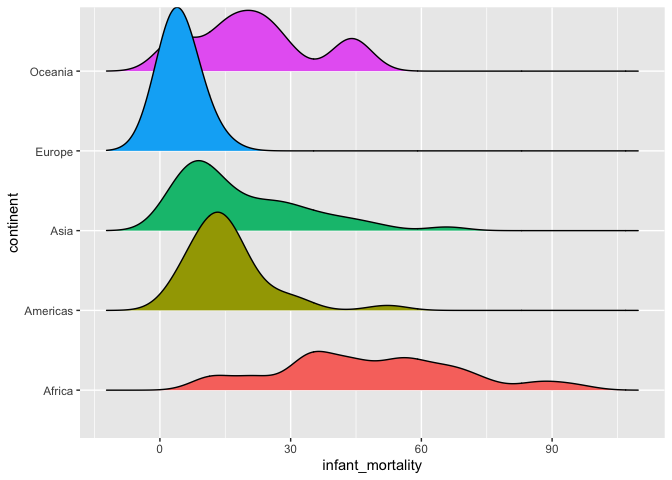 Oceania
Europe
Asia
Americas
Africa
continent
0 30 60 90
infant_mortality